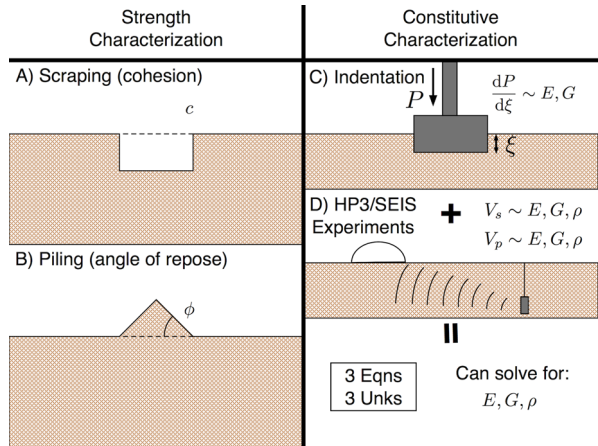 Strength
Characterization
A) Scraping (cohesion)
c
B) Piling (angle of repose)
ϕ
Constitutive
Characterization
C) Indentation
P
dP/dξ ∼ E, G
ξ
D) HP3/SEIS
Experiments
+
V_s ∼ E, G, ρ
V_p ∼ E, G, ρ
=
3 Eqns
3 Unks
Can solve for:
E, G, ρ